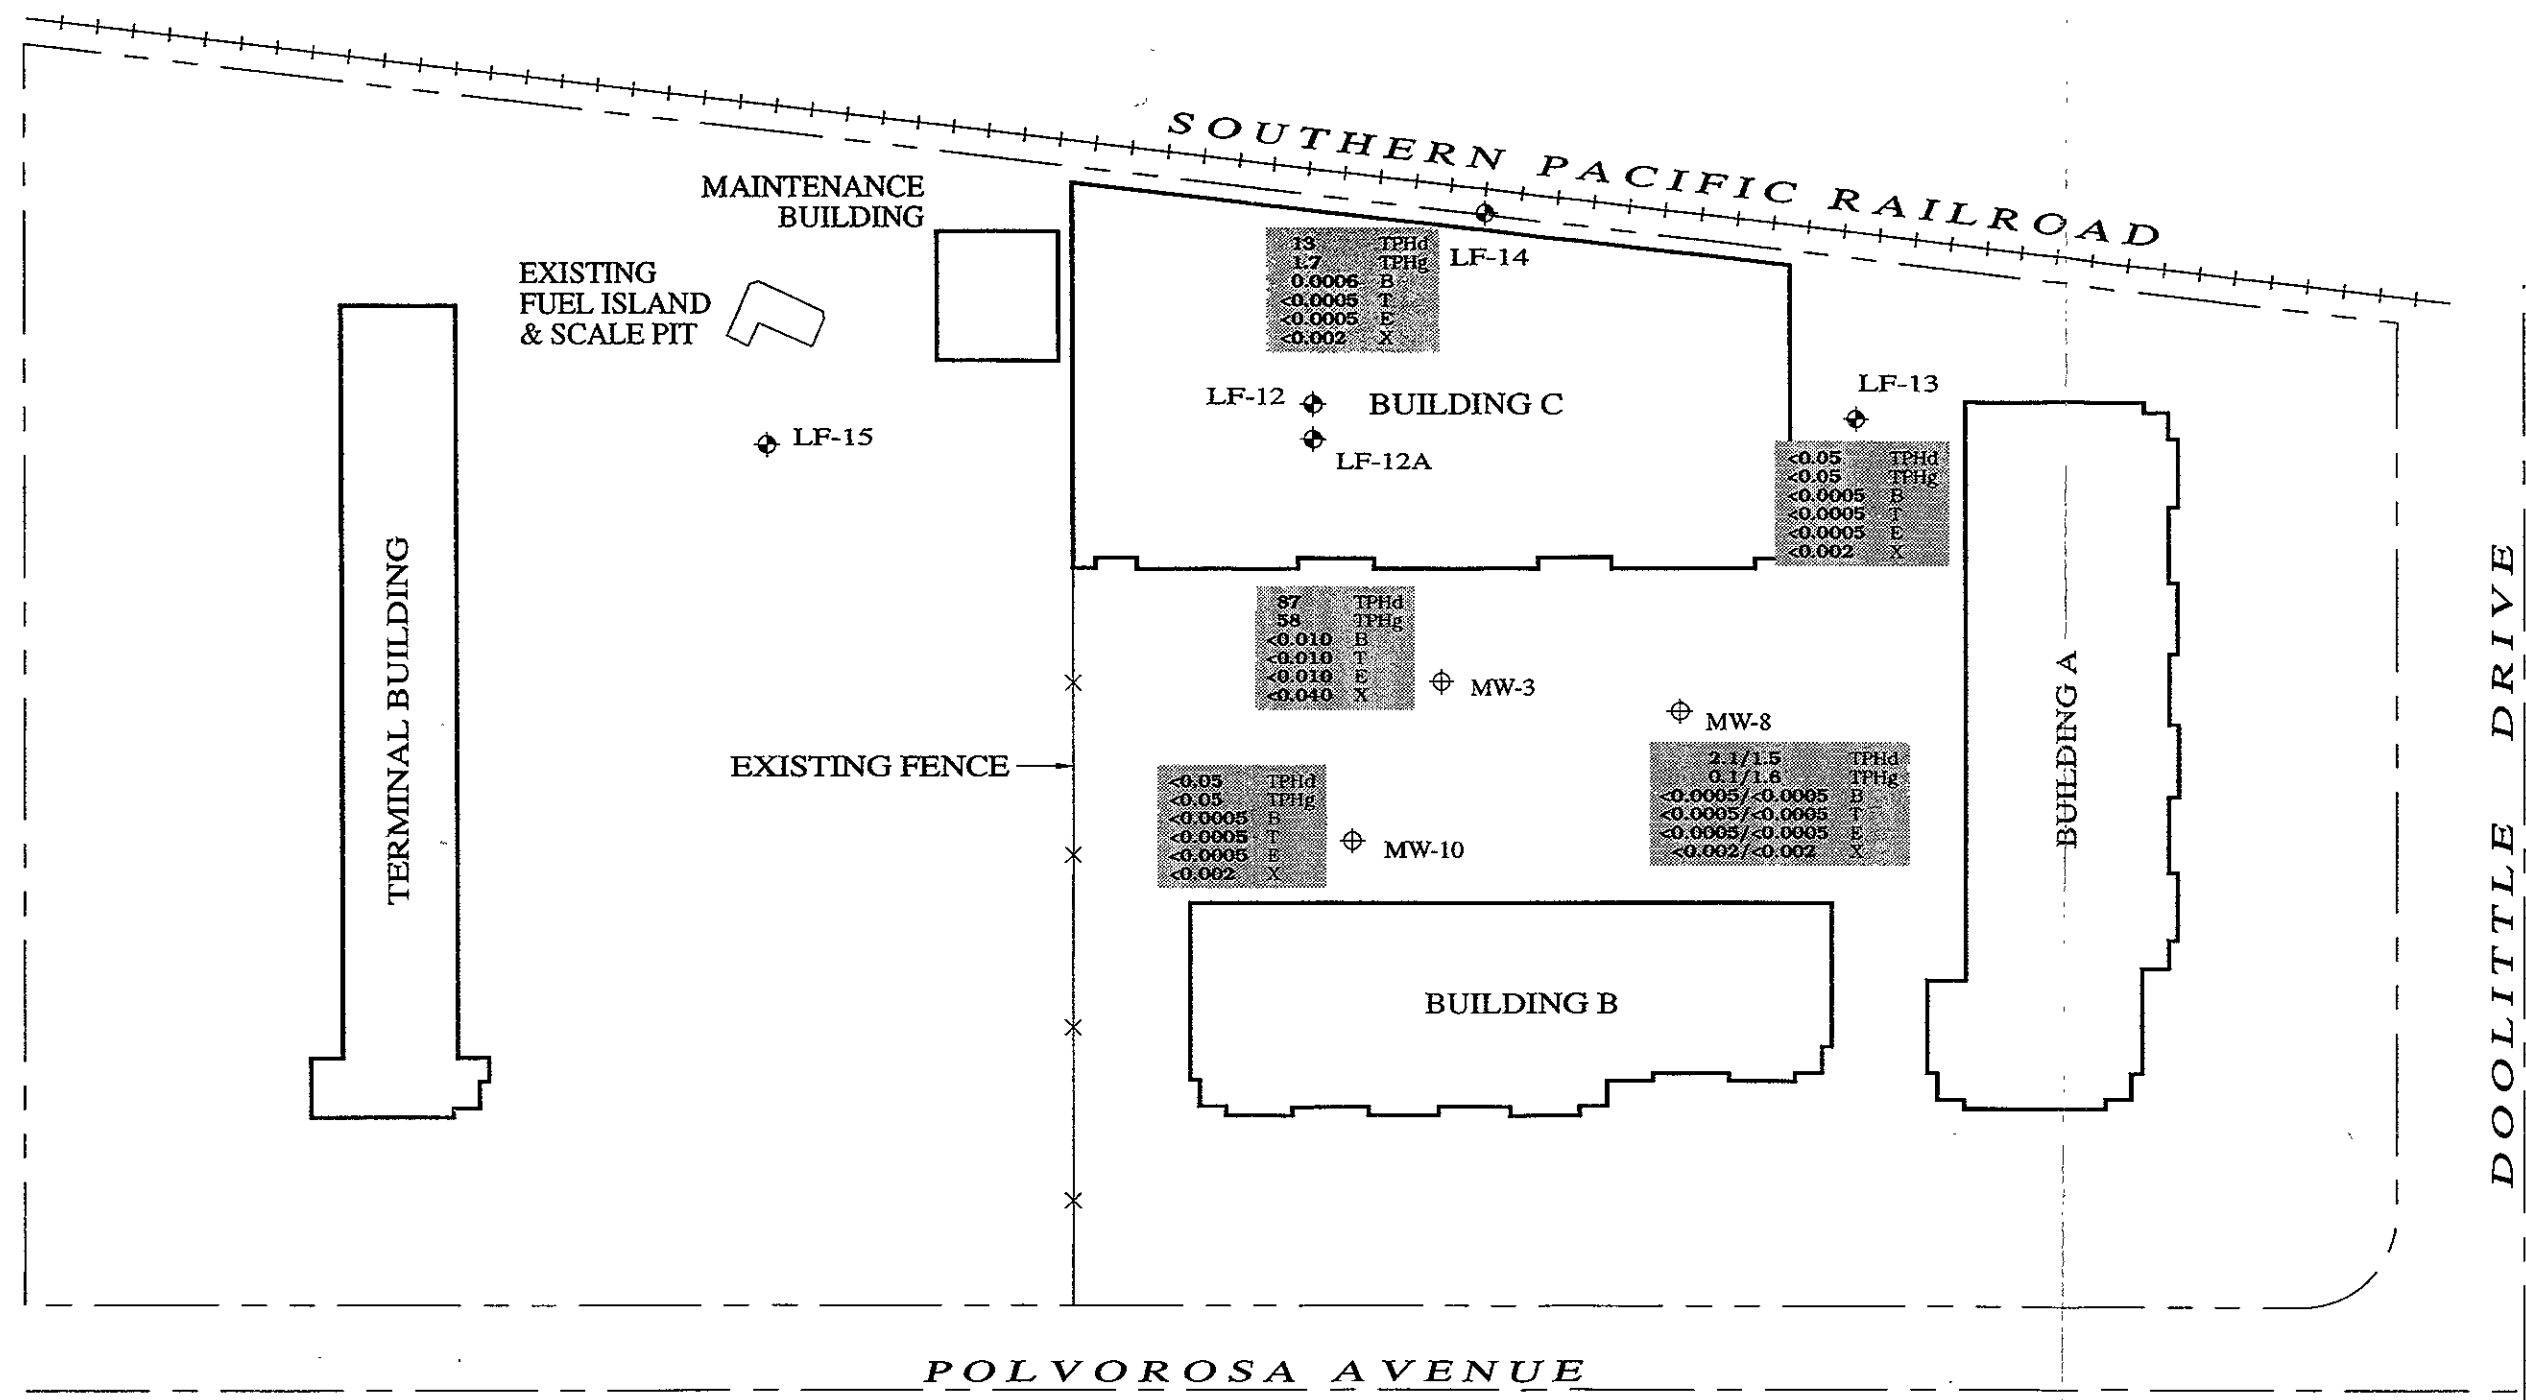 SOUTHERN PACIFIC RAILROAD
MAINTENANCE
BUILDING
EXISTING
FUEL ISLAND
& SCALE PIT
13 TPHd
1.7 TPHg
0.0006 B
<0.0005 T
<0.0005 E
<0.002 X
LF-14
LF-12
BUILDING C
LF-13
LF-15
LF-12A
<0.05 TPHd
<0.05 TPHg
<0.0005 B
<0.0005 T
<0.0005 E
<0.002 X
TERMINAL BUILDING
87 TPHd
58 TPHg
<0.010 B
<0.010 T
<0.010 E
<0.040 X
MW-3
MW-8
2.1/1.5 TPHd
0.1/1.6 TPHg
<0.0005/<0.0005 B
<0.0005/<0.0005 T
<0.0005/<0.0005 E
<0.002/<0.002 X
EXISTING FENCE
<0.05 TPHd
<0.05 TPHg
<0.0005 B
<0.0005 T
<0.0005 E
<0.002 X
MW-10
BUILDING A
BUILDING B
DOOLITTLE DRIVE
POLVOROSA AVENUE